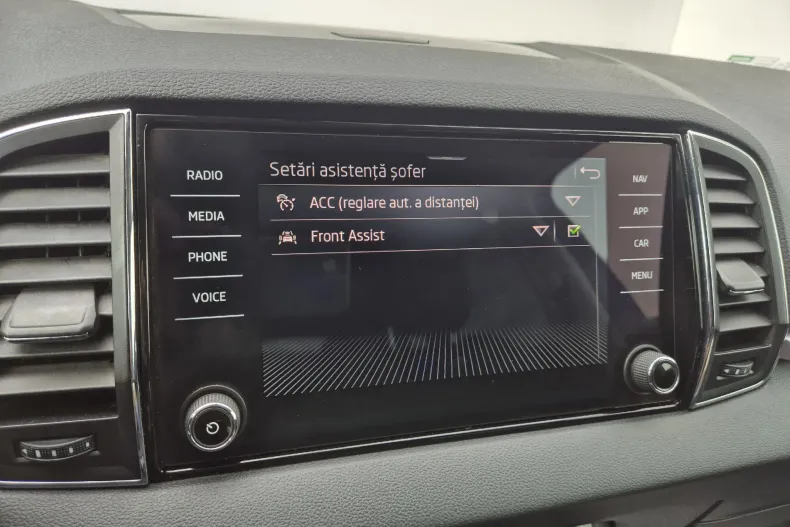 RADIO
MEDIA
PHONE
VOICE
Setări asistență șofer
ACC (reglare aut. a distanței)
Front Assist
NAV
APP
CAR
MENU